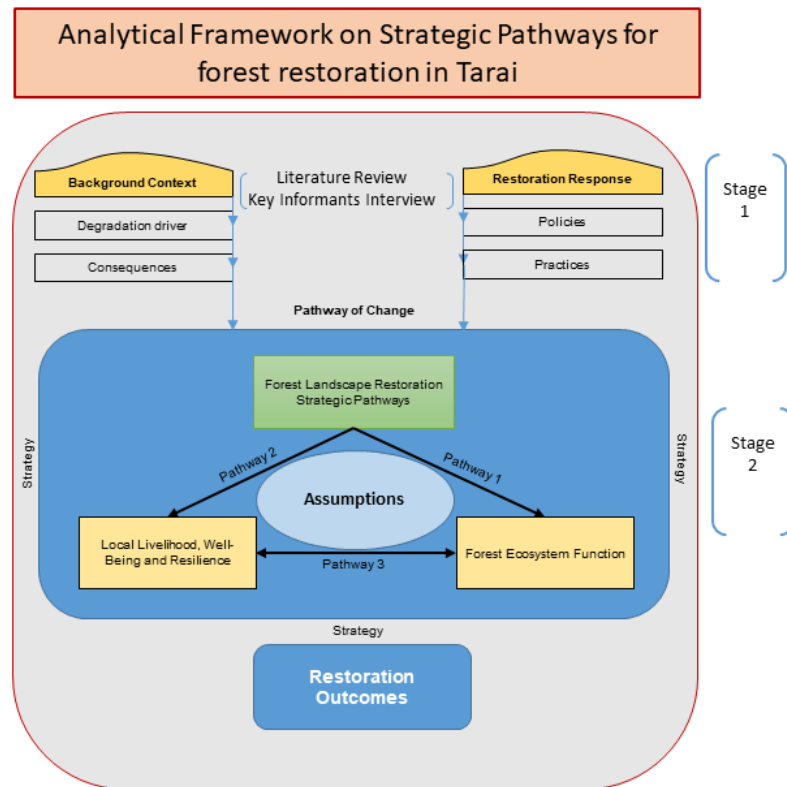 Analytical Framework on Strategic Pathways for
forest restoration in Tarai
Background Context
Literature Review
Key Informants Interview
Restoration Response
Stage
1
Degradation driver
Policies
Consequences
Practices
Pathway of Change
Forest Landscape Restoration
Strategic Pathways
Strategy
Strategy
Stage
2
Pathway 2
Pathway 1
Assumptions
Local Livelihood, Well-
Being and Resilience
Forest Ecosystem Function
Pathway 3
Strategy
Restoration
Outcomes